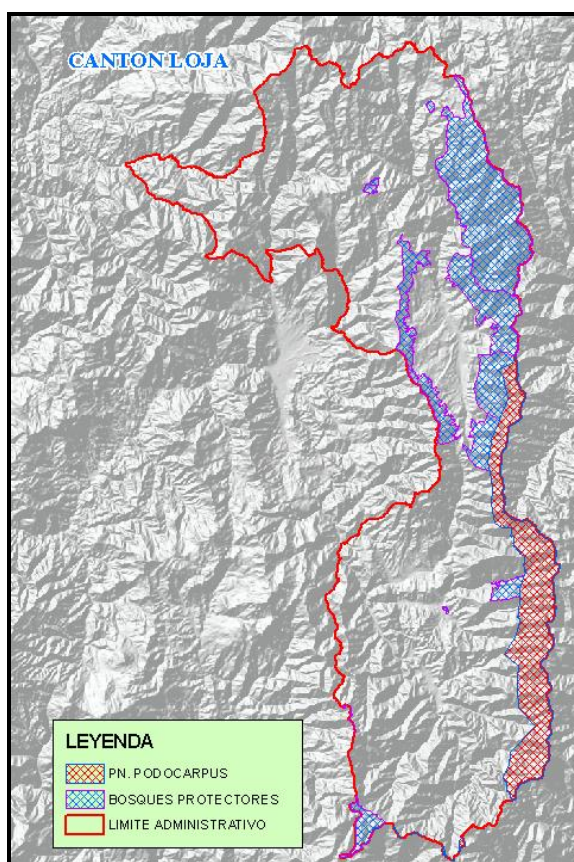 CANTON LOJA
LEYENDA
PN. PODOCARPUS
BOSQUES PROTECTORES
LIMITE ADMINISTRATIVO